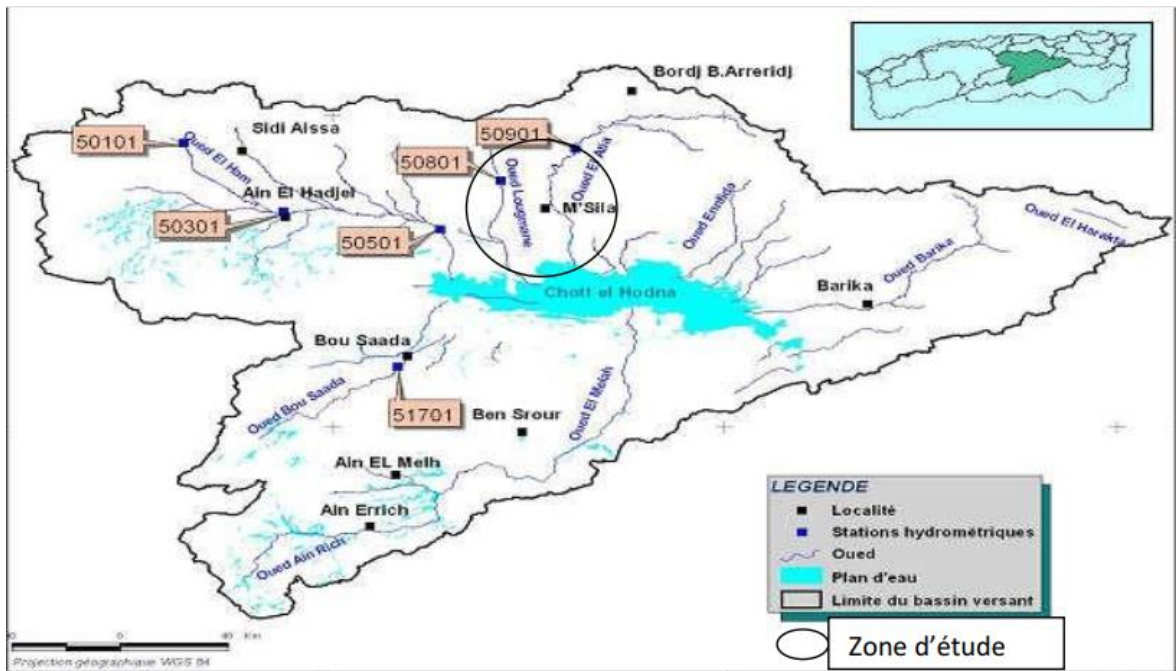 Bordj B.Arreridj
Sidi Aissa
50901
50101
50801
Oued El Ham
Oued El Abia
Oued Lougmane
Ain El Hadjel
M'Sila
50301
50501
Oued Ennfida
Oued El Harakta
Oued Barika
Barika
Chott el Hodna
Bou Saada
Oued Bou Saada
51701
Ben Srour
Oued El Melah
Ain EL Melh
Ain Errich
Oued Ain Rich
LEGENDE
Localité
Stations hydrométriques
Oued
Plan d'eau
Limite du bassin versant
Zone d'étude
40 0 40 Km
Projection géographique WGS 84